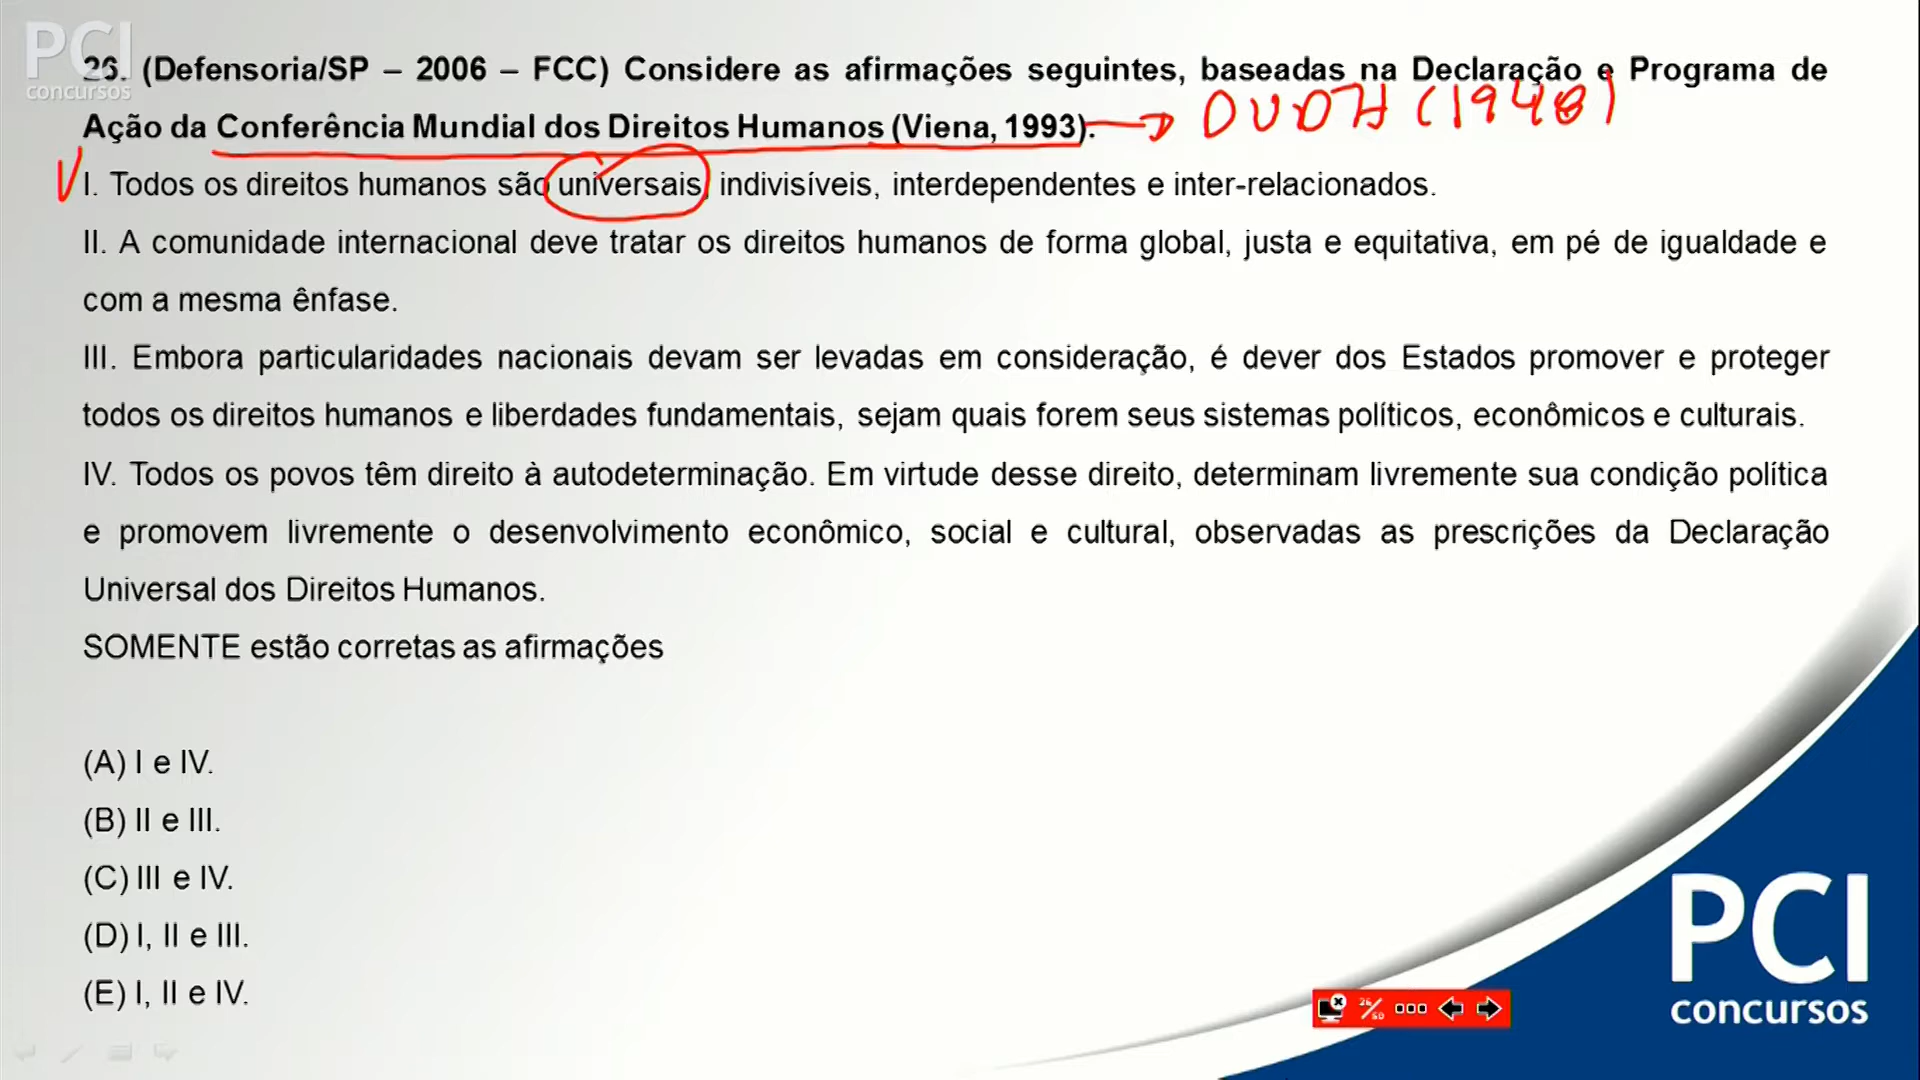 PCI
concursos
26. (Defensoria/SP – 2006 – FCC) Considere as afirmações seguintes, baseadas na Declaração e Programa de
Ação da Conferência Mundial dos Direitos Humanos (Viena, 1993).
DUDH (1948)
V
I. Todos os direitos humanos são universais, indivisíveis, interdependentes e inter-relacionados.
II. A comunidade internacional deve tratar os direitos humanos de forma global, justa e equitativa, em pé de igualdade e
com a mesma ênfase.
III. Embora particularidades nacionais devam ser levadas em consideração, é dever dos Estados promover e proteger
todos os direitos humanos e liberdades fundamentais, sejam quais forem seus sistemas políticos, econômicos e culturais.
IV. Todos os povos têm direito à autodeterminação. Em virtude desse direito, determinam livremente sua condição política
e promovem livremente o desenvolvimento econômico, social e cultural, observadas as prescrições da Declaração
Universal dos Direitos Humanos.
SOMENTE estão corretas as afirmações
(A) I e IV.
(B) II e III.
(C) III e IV.
(D) I, II e III.
(E) I, II e IV.
26/50
PCI
concursos